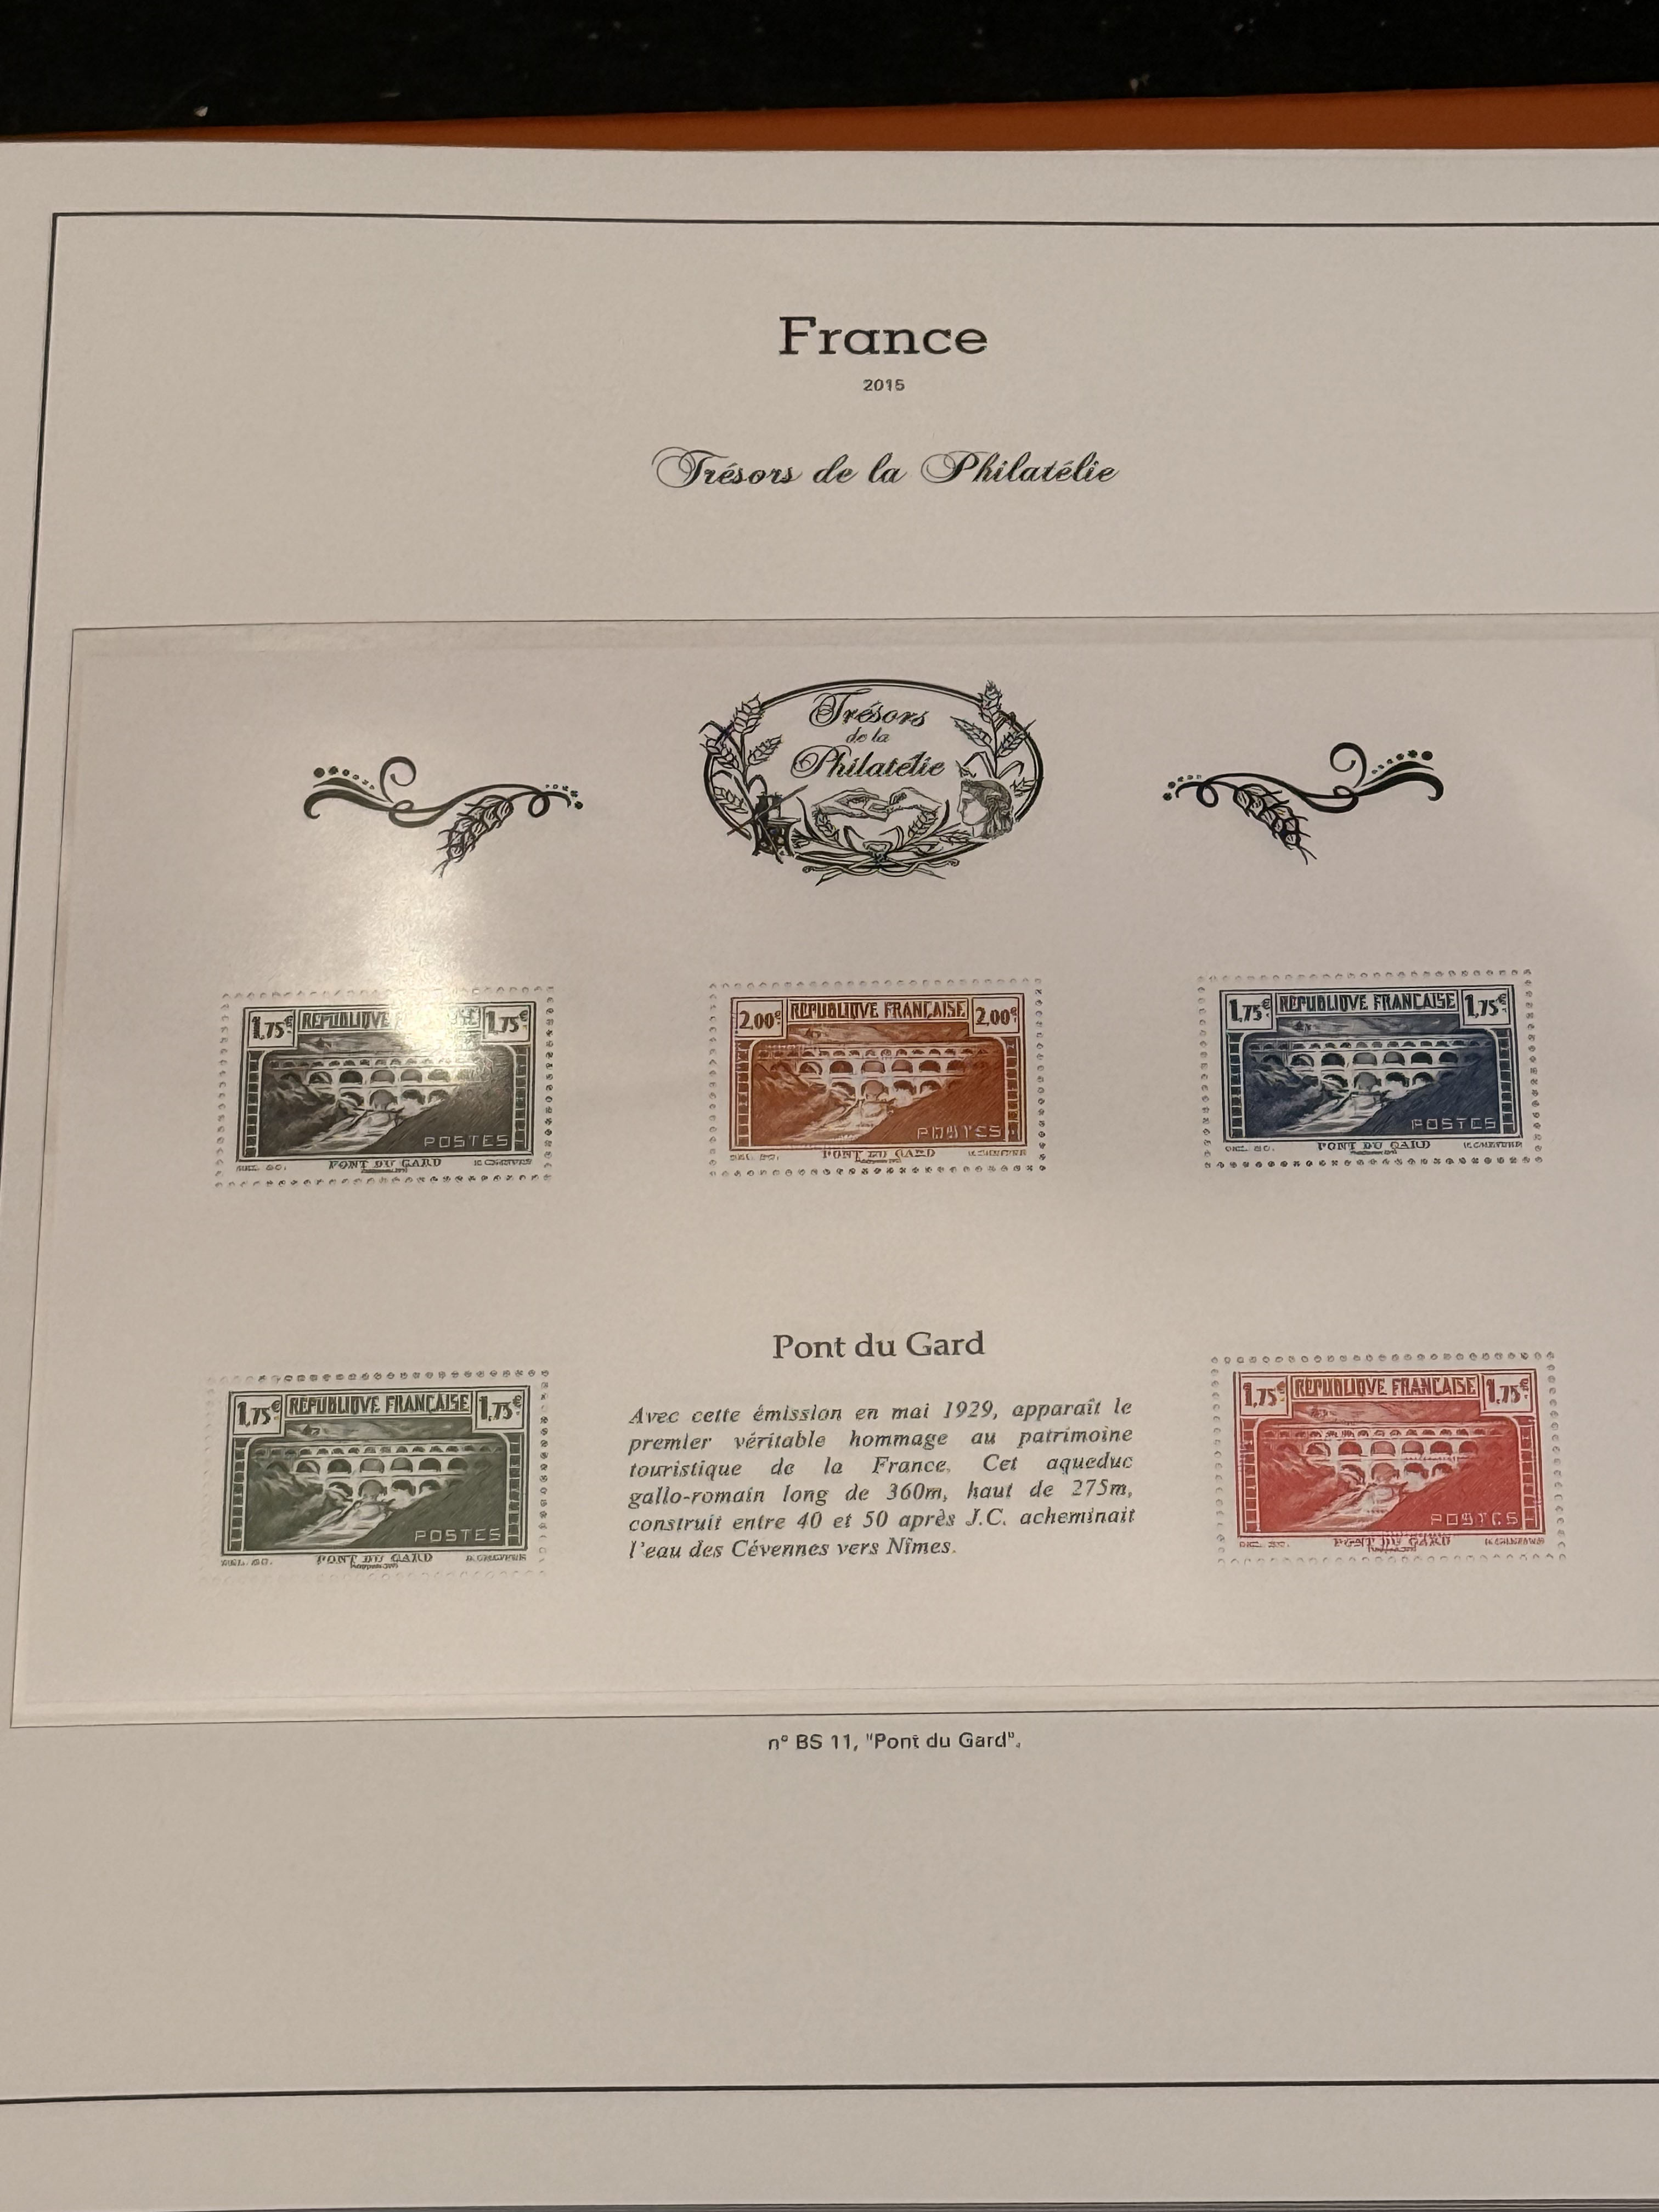 France
2015
Trésors de la Philatélie
Trésors
de la
Philatélie
1,75€ REPUBLIQVE 1,75€
POSTES
PONT DU GARD
2,00€ REPUBLIQVE FRANÇAISE 2,00€
POSTES
PONT DU GARD
1,75€ REPUBLIQVE FRANÇAISE 1,75€
POSTES
PONT DU GARD
1,75€ REPUBLIQVE FRANÇAISE 1,75€
POSTES
PONT DU GARD
Pont du Gard
Avec cette émission en mai 1929, apparaît le
premier véritable hommage au patrimoine
touristique de la France. Cet aqueduc
gallo-romain long de 360m, haut de 275m,
construit entre 40 et 50 après J.C. acheminait
l'eau des Cévennes vers Nîmes.
1,75€ REPUBLIQVE FRANÇAISE 1,75€
POSTES
PONT DU GARD
n° BS 11, "Pont du Gard".